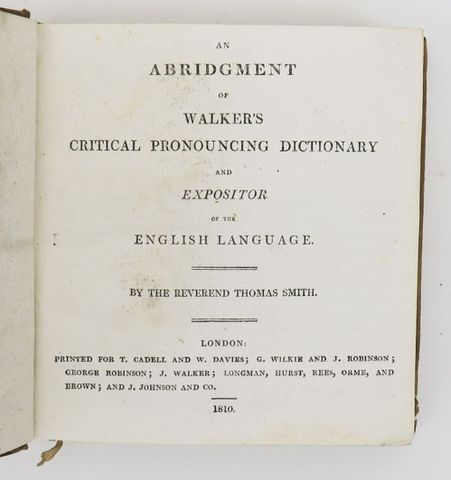 AN
ABRIDGMENT
OF
WALKER'S
CRITICAL PRONOUNCING DICTIONARY
AND
EXPOSITOR
OF THE
ENGLISH LANGUAGE.
BY THE REVEREND THOMAS SMITH.
LONDON:
PRINTED FOR T. CADELL AND W. DAVIES; G. WILKIE AND J. ROBINSON;
GEORGE ROBINSON; J. WALKER; LONGMAN, HURST, REES, ORME, AND
BROWN; AND J. JOHNSON AND CO.
1810.